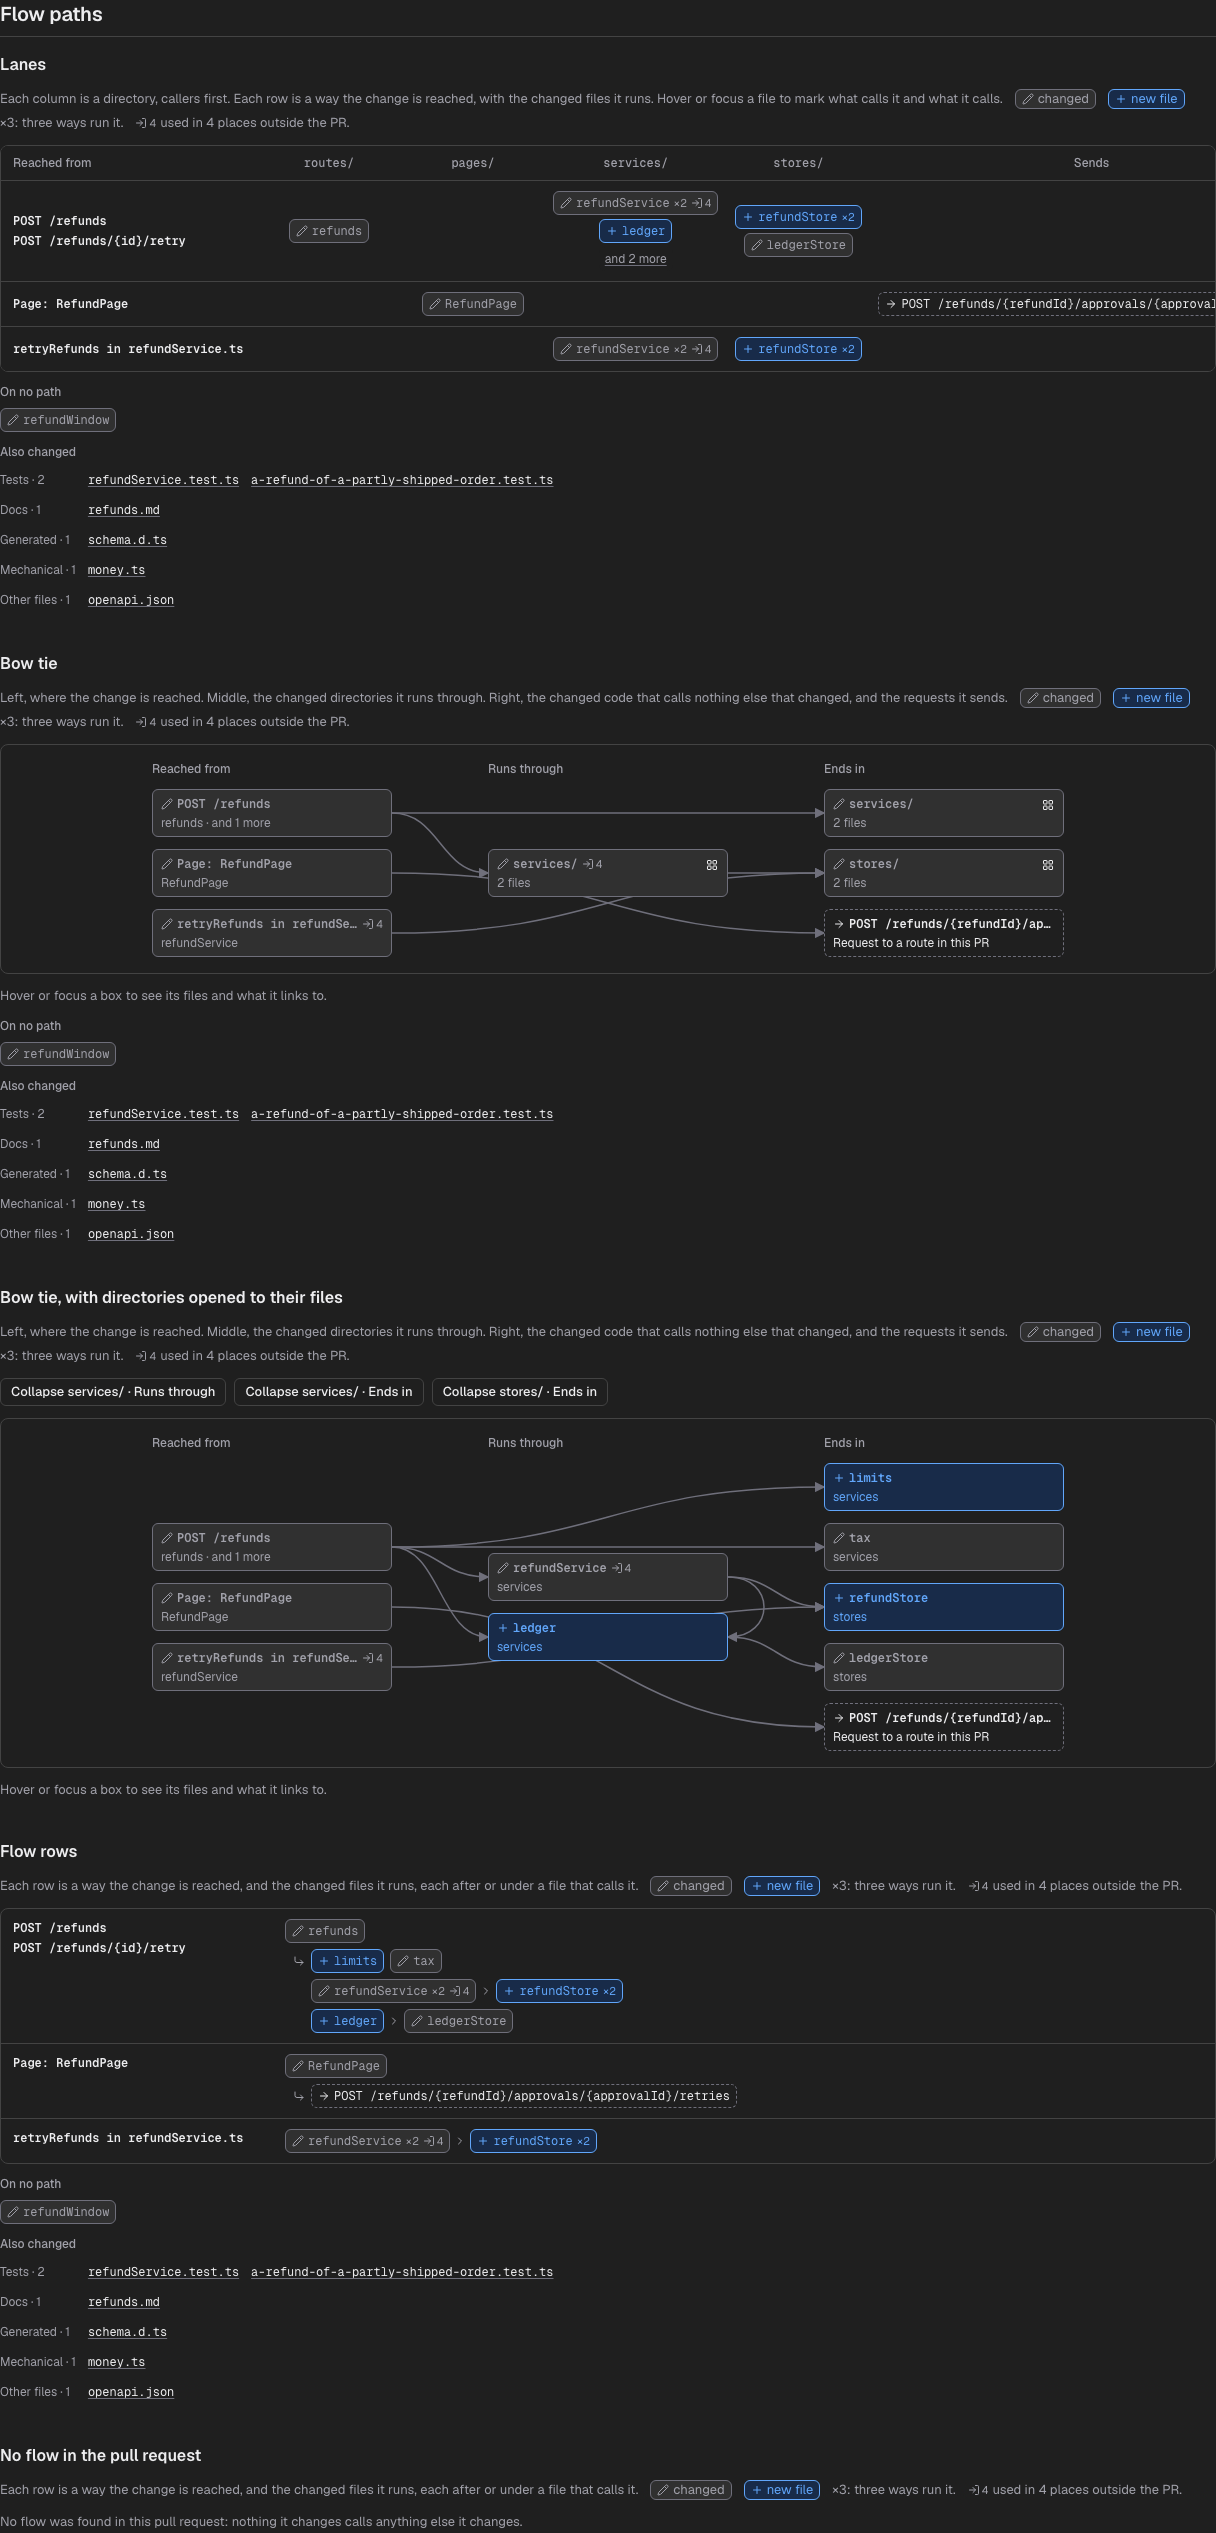 Flow paths
Lanes
Each column is a directory, callers first. Each row is a way the change is reached, with the changed files it runs. Hover or focus a file to mark what calls it and what it calls. changed + new file
×3: three ways run it. 4 used in 4 places outside the PR.
Reached from routes/ pages/ services/ stores/ Sends
POST /refunds
POST /refunds/{id}/retry
refunds
refundService ×2 4
+ ledger
and 2 more
+ refundStore ×2
ledgerStore
Page: RefundPage RefundPage → POST /refunds/{refundId}/approvals/{approval
retryRefunds in refundService.ts refundService ×2 4 + refundStore ×2
On no path
refundWindow
Also changed
Tests · 2 refundService.test.ts a-refund-of-a-partly-shipped-order.test.ts
Docs · 1 refunds.md
Generated · 1 schema.d.ts
Mechanical · 1 money.ts
Other files · 1 openapi.json
Bow tie
Left, where the change is reached. Middle, the changed directories it runs through. Right, the changed code that calls nothing else that changed, and the requests it sends. changed + new file
×3: three ways run it. 4 used in 4 places outside the PR.
Reached from Runs through Ends in
POST /refunds
refunds · and 1 more
services/
2 files
Page: RefundPage
RefundPage
services/ 4
2 files
stores/
2 files
retryRefunds in refundSe… 4
refundService
→ POST /refunds/{refundId}/ap…
Request to a route in this PR
Hover or focus a box to see its files and what it links to.
On no path
refundWindow
Also changed
Tests · 2 refundService.test.ts a-refund-of-a-partly-shipped-order.test.ts
Docs · 1 refunds.md
Generated · 1 schema.d.ts
Mechanical · 1 money.ts
Other files · 1 openapi.json
Bow tie, with directories opened to their files
Left, where the change is reached. Middle, the changed directories it runs through. Right, the changed code that calls nothing else that changed, and the requests it sends. changed + new file
×3: three ways run it. 4 used in 4 places outside the PR.
Collapse services/ · Runs through Collapse services/ · Ends in Collapse stores/ · Ends in
Reached from Runs through Ends in
+ limits
services
POST /refunds
refunds · and 1 more
tax
services
refundService 4
services
Page: RefundPage
RefundPage
+ refundStore
stores
+ ledger
services
retryRefunds in refundSe… 4
refundService
ledgerStore
stores
→ POST /refunds/{refundId}/ap…
Request to a route in this PR
Hover or focus a box to see its files and what it links to.
Flow rows
Each row is a way the change is reached, and the changed files it runs, each after or under a file that calls it. changed + new file ×3: three ways run it. 4 used in 4 places outside the PR.
POST /refunds
POST /refunds/{id}/retry
refunds
+ limits tax
refundService ×2 4 › + refundStore ×2
+ ledger › ledgerStore
Page: RefundPage RefundPage
→ POST /refunds/{refundId}/approvals/{approvalId}/retries
retryRefunds in refundService.ts refundService ×2 4 › + refundStore ×2
On no path
refundWindow
Also changed
Tests · 2 refundService.test.ts a-refund-of-a-partly-shipped-order.test.ts
Docs · 1 refunds.md
Generated · 1 schema.d.ts
Mechanical · 1 money.ts
Other files · 1 openapi.json
No flow in the pull request
Each row is a way the change is reached, and the changed files it runs, each after or under a file that calls it. changed + new file ×3: three ways run it. 4 used in 4 places outside the PR.
No flow was found in this pull request: nothing it changes calls anything else it changes.